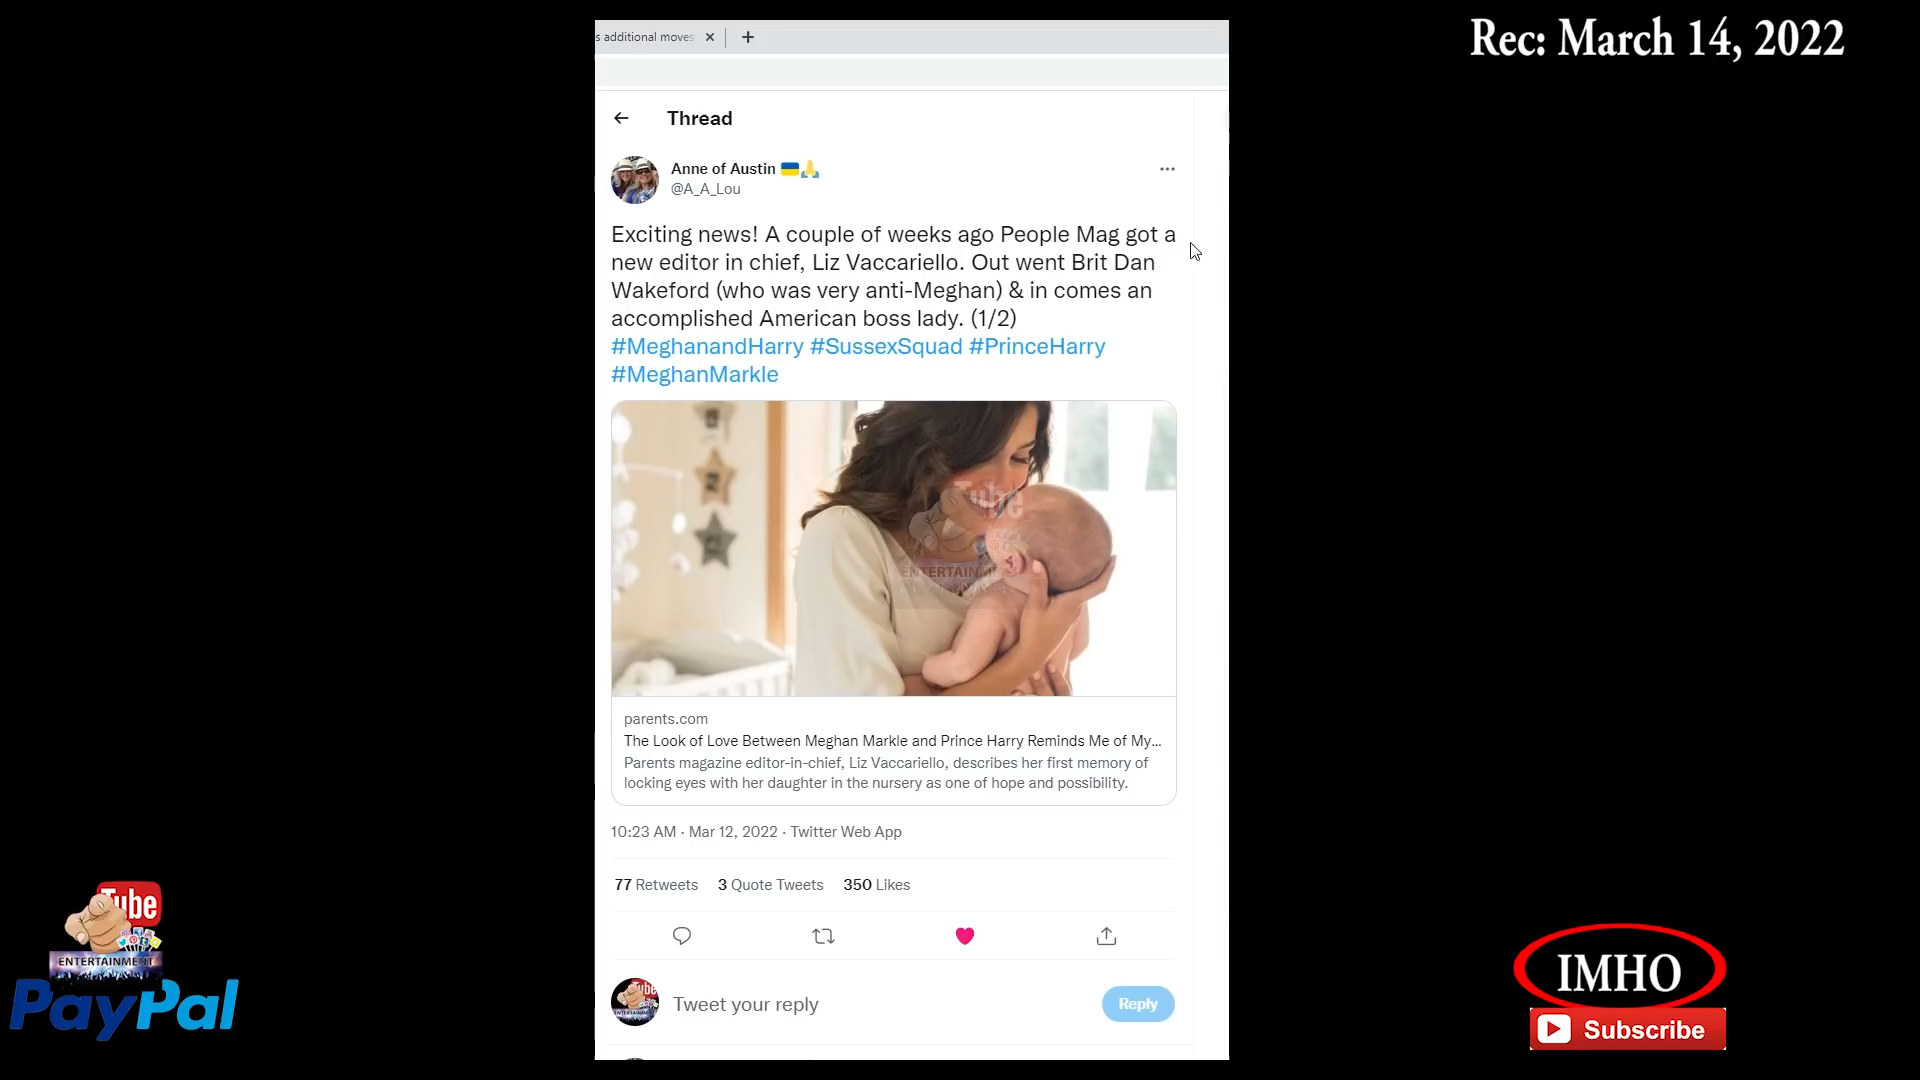 Rec: March 14, 2022
s additional moves
Thread
Anne of Austin
@A_A_Lou
Exciting news! A couple of weeks ago People Mag got a
new editor in chief, Liz Vaccariello. Out went Brit Dan
Wakeford (who was very anti-Meghan) & in comes an
accomplished American boss lady. (1/2)
#MeghanandHarry #SussexSquad #PrinceHarry
#MeghanMarkle
Tube
parents.com
The Look of Love Between Meghan Markle and Prince Harry Reminds Me of My...
Parents magazine editor-in-chief, Liz Vaccariello, describes her first memory of
locking eyes with her daughter in the nursery as one of hope and possibility.
10:23 AM · Mar 12, 2022 · Twitter Web App
77 Retweets 3 Quote Tweets 350 Likes
Tweet your reply
Reply
Tube
ENTERTAINMENT
PayPal
IMHO
Subscribe